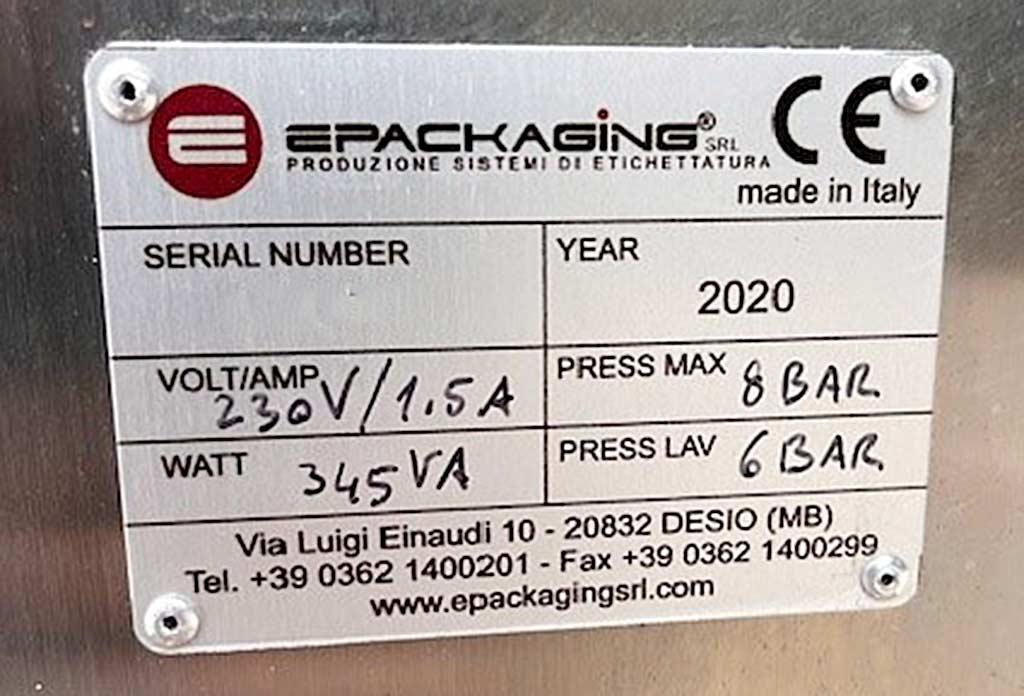 EPACKAGING® SRL CE
PRODUZIONE SISTEMI DI ETICHETTATURA
made in Italy
SERIAL NUMBER
YEAR
2020
VOLT/AMP 230V/1.5A
PRESS MAX 8 BAR
WATT 345 VA
PRESS LAV 6 BAR
Via Luigi Einaudi 10 - 20832 DESIO (MB)
Tel. +39 0362 1400201 - Fax +39 0362 1400299
www.epackagingsrl.com